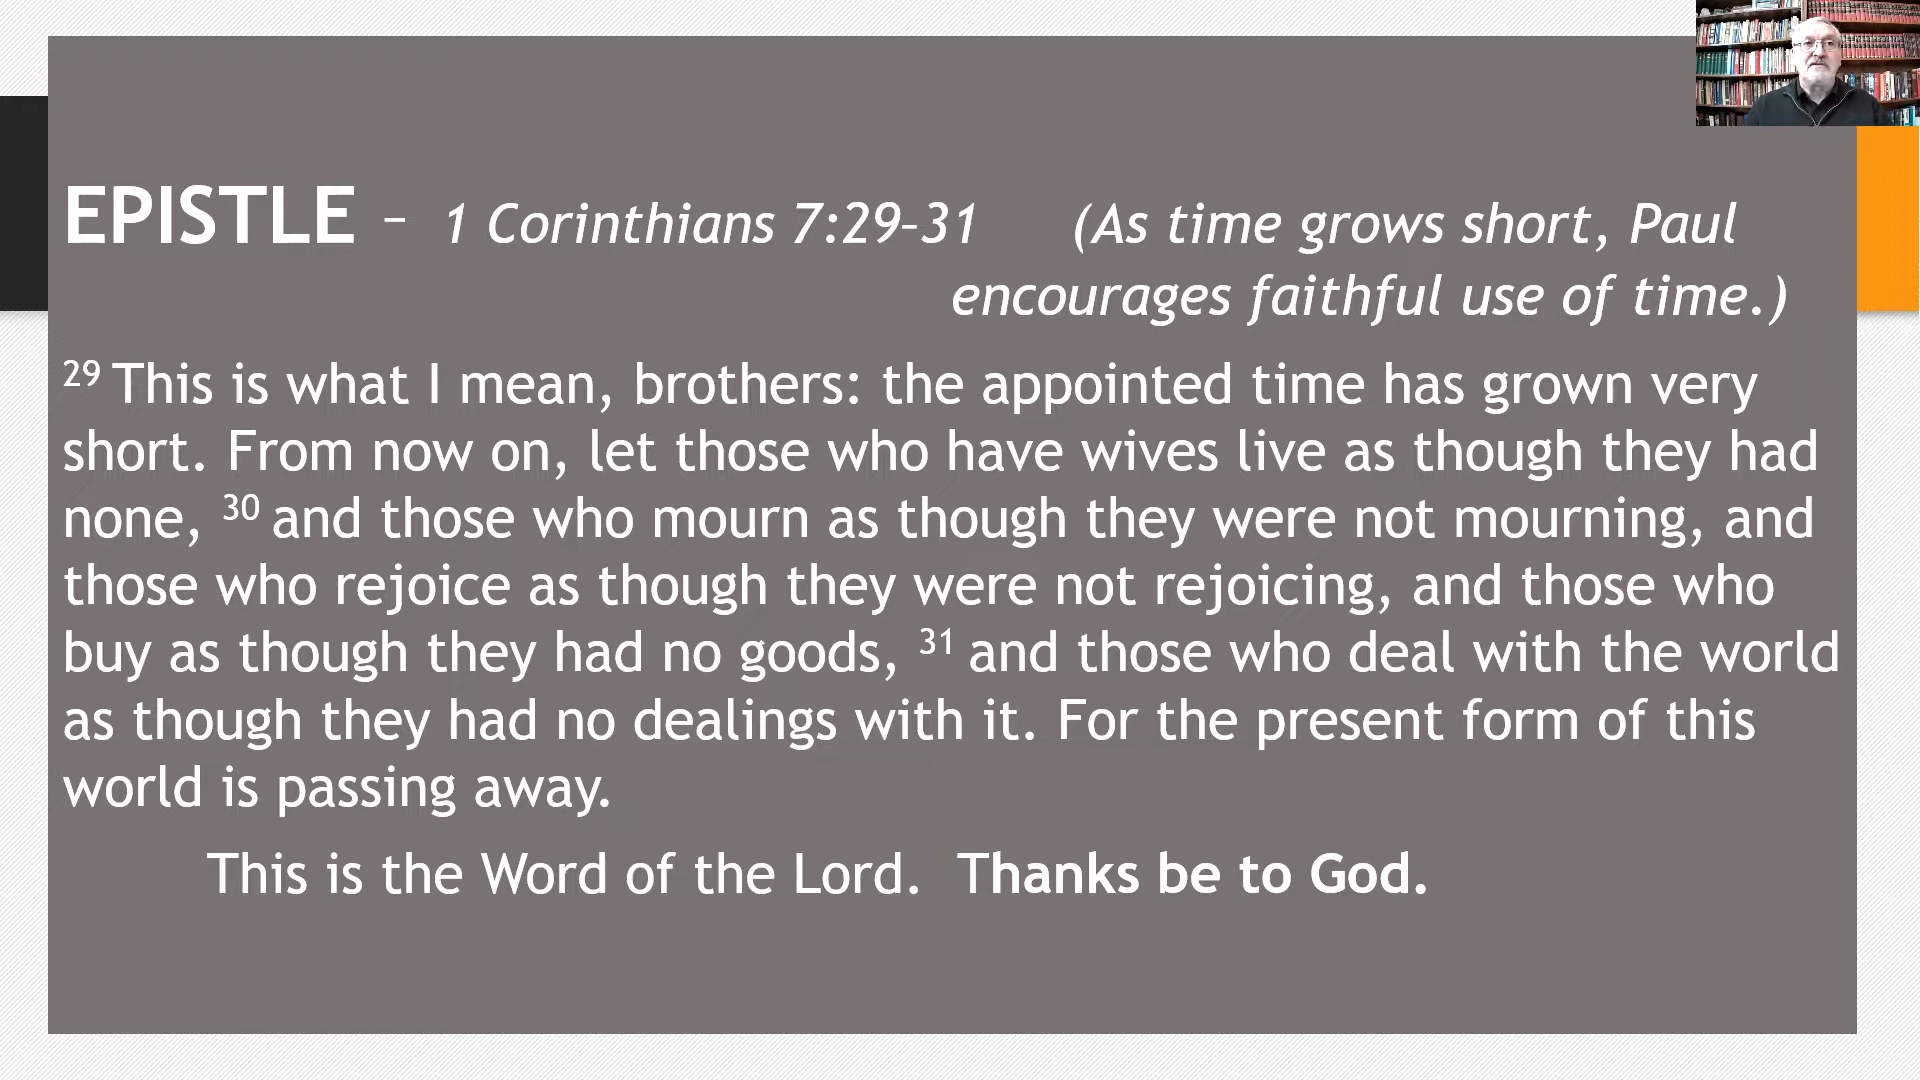 EPISTLE – 1 Corinthians 7:29–31 (As time grows short, Paul
encourages faithful use of time.)
29 This is what I mean, brothers: the appointed time has grown very
short. From now on, let those who have wives live as though they had
none, 30 and those who mourn as though they were not mourning, and
those who rejoice as though they were not rejoicing, and those who
buy as though they had no goods, 31 and those who deal with the world
as though they had no dealings with it. For the present form of this
world is passing away.
This is the Word of the Lord. Thanks be to God.